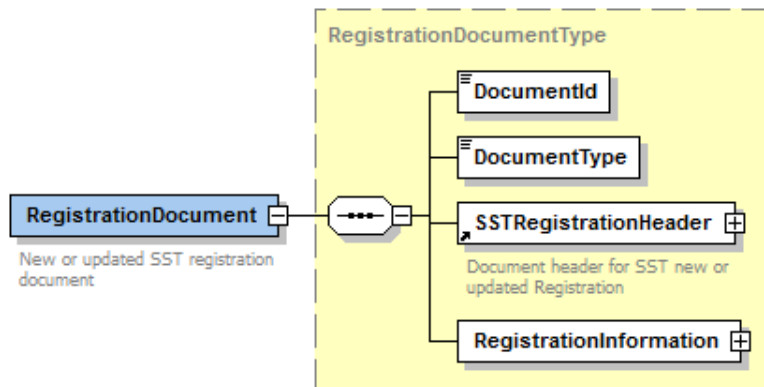 RegistrationDocumentType
DocumentId
DocumentType
RegistrationDocument
New or updated SST registration
document
SSTRegistrationHeader
Document header for SST new or
updated Registration
RegistrationInformation